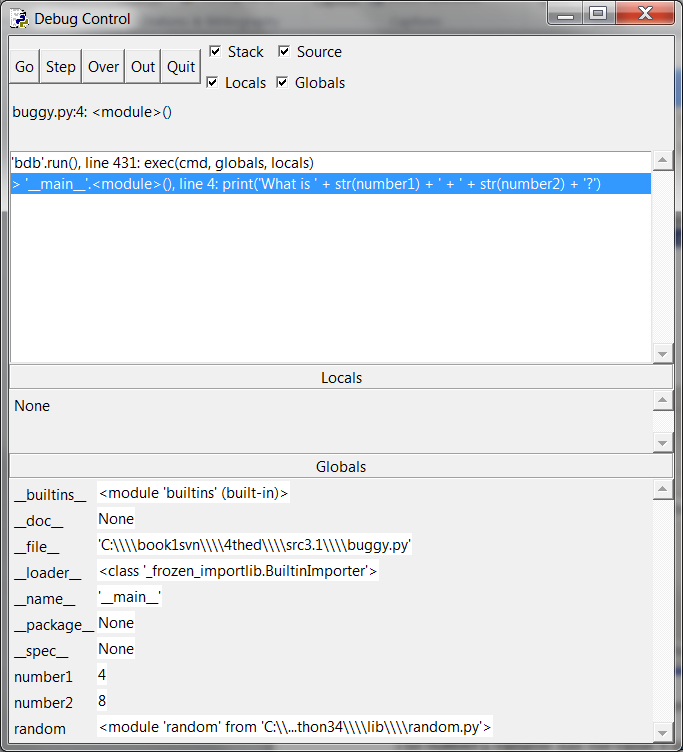 Debug Control
Go Step Over Out Quit
Stack Source
Locals Globals
buggy.py:4: <module>()
'bdb'.run(), line 431: exec(cmd, globals, locals)
> '__main__'.<module>(), line 4: print('What is ' + str(number1) + ' + ' + str(number2) + '?')
Locals
None
Globals
__builtins__ <module 'builtins' (built-in)>
__doc__ None
__file__ 'C:\\\\book1svn\\\\4thed\\\\src3.1\\\\buggy.py'
__loader__ <class '_frozen_importlib.BuiltinImporter'>
__name__ '__main__'
__package__ None
__spec__ None
number1 4
number2 8
random <module 'random' from 'C:\\...thon34\\\\lib\\\\random.py'>